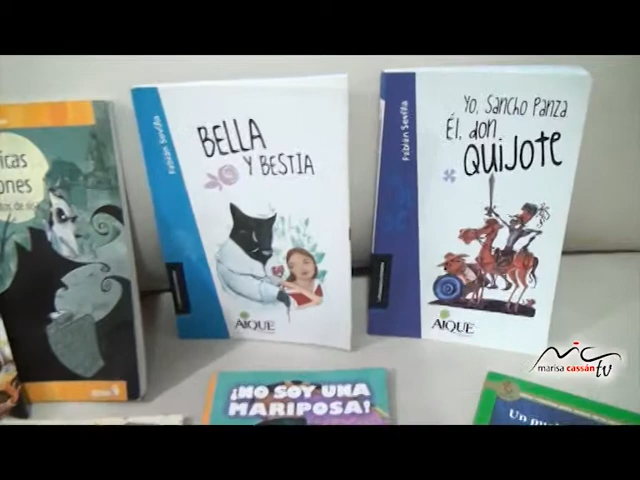 Fabián Sevilla
BELLA
Y BESTIA
AIQUE
Fabián Sevilla
Yo, Sancho Panza
Él, don
QUIJOTE
AIQUE
¡NO SOY UNA
MARIPOSA!
marisa cassán tv